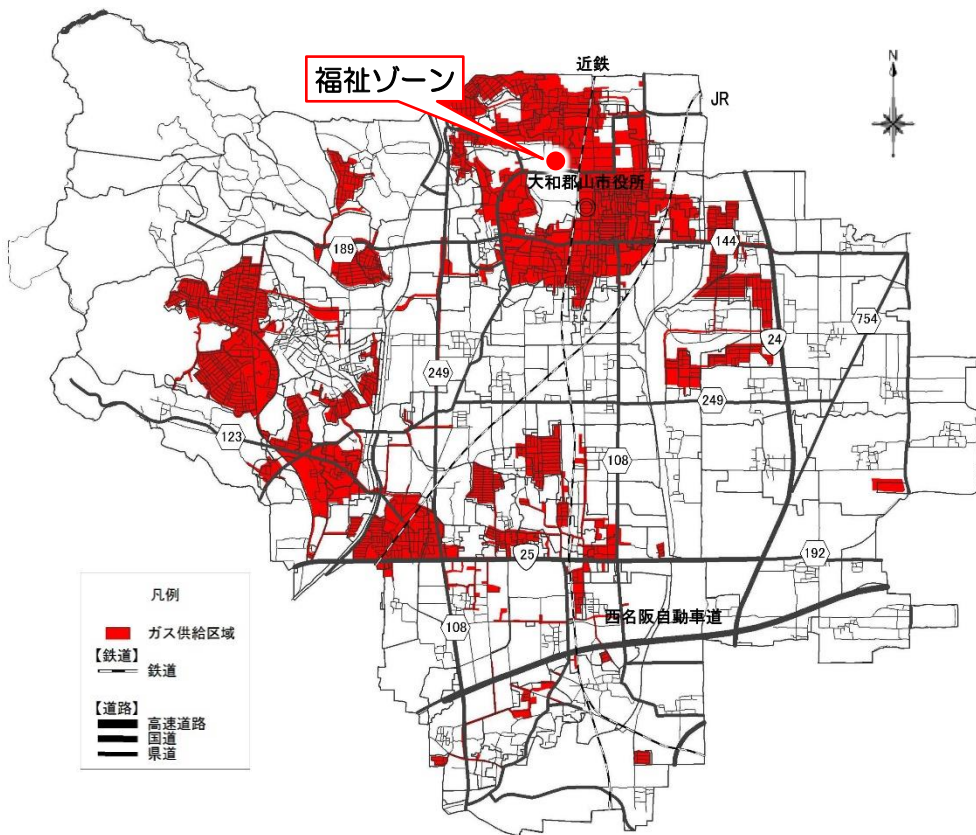 近鉄
N
福祉ゾーン
JR
大和郡山市役所
189
144
754
24
249
249
123
108
25
192
凡例
ガス供給区域
【鉄道】
鉄道
【道路】
高速道路
国道
県道
西名阪自動車道
108